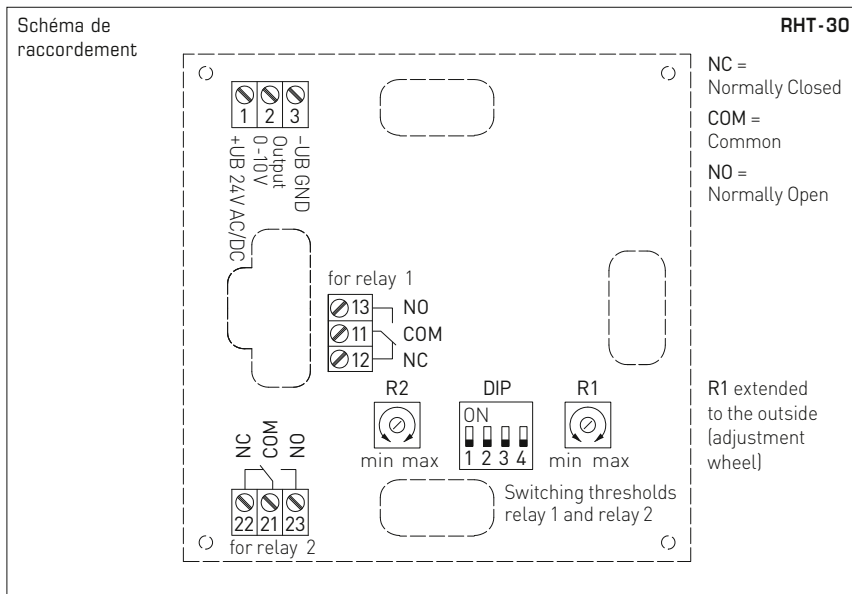 Schéma de
raccordement
RHT-30
NC =
Normally Closed
COM =
Common
NO =
Normally Open
1 2 3
+UB 24V AC/DC
Output
0-10V
-UB GND
for relay 1
13 NO
11 COM
12 NC
R2 DIP R1
ON
1 2 3 4
min max
min max
R1 extended
to the outside
(adjustment
wheel)
Switching thresholds
relay 1 and relay 2
NC COM NO
22 21 23
for relay 2